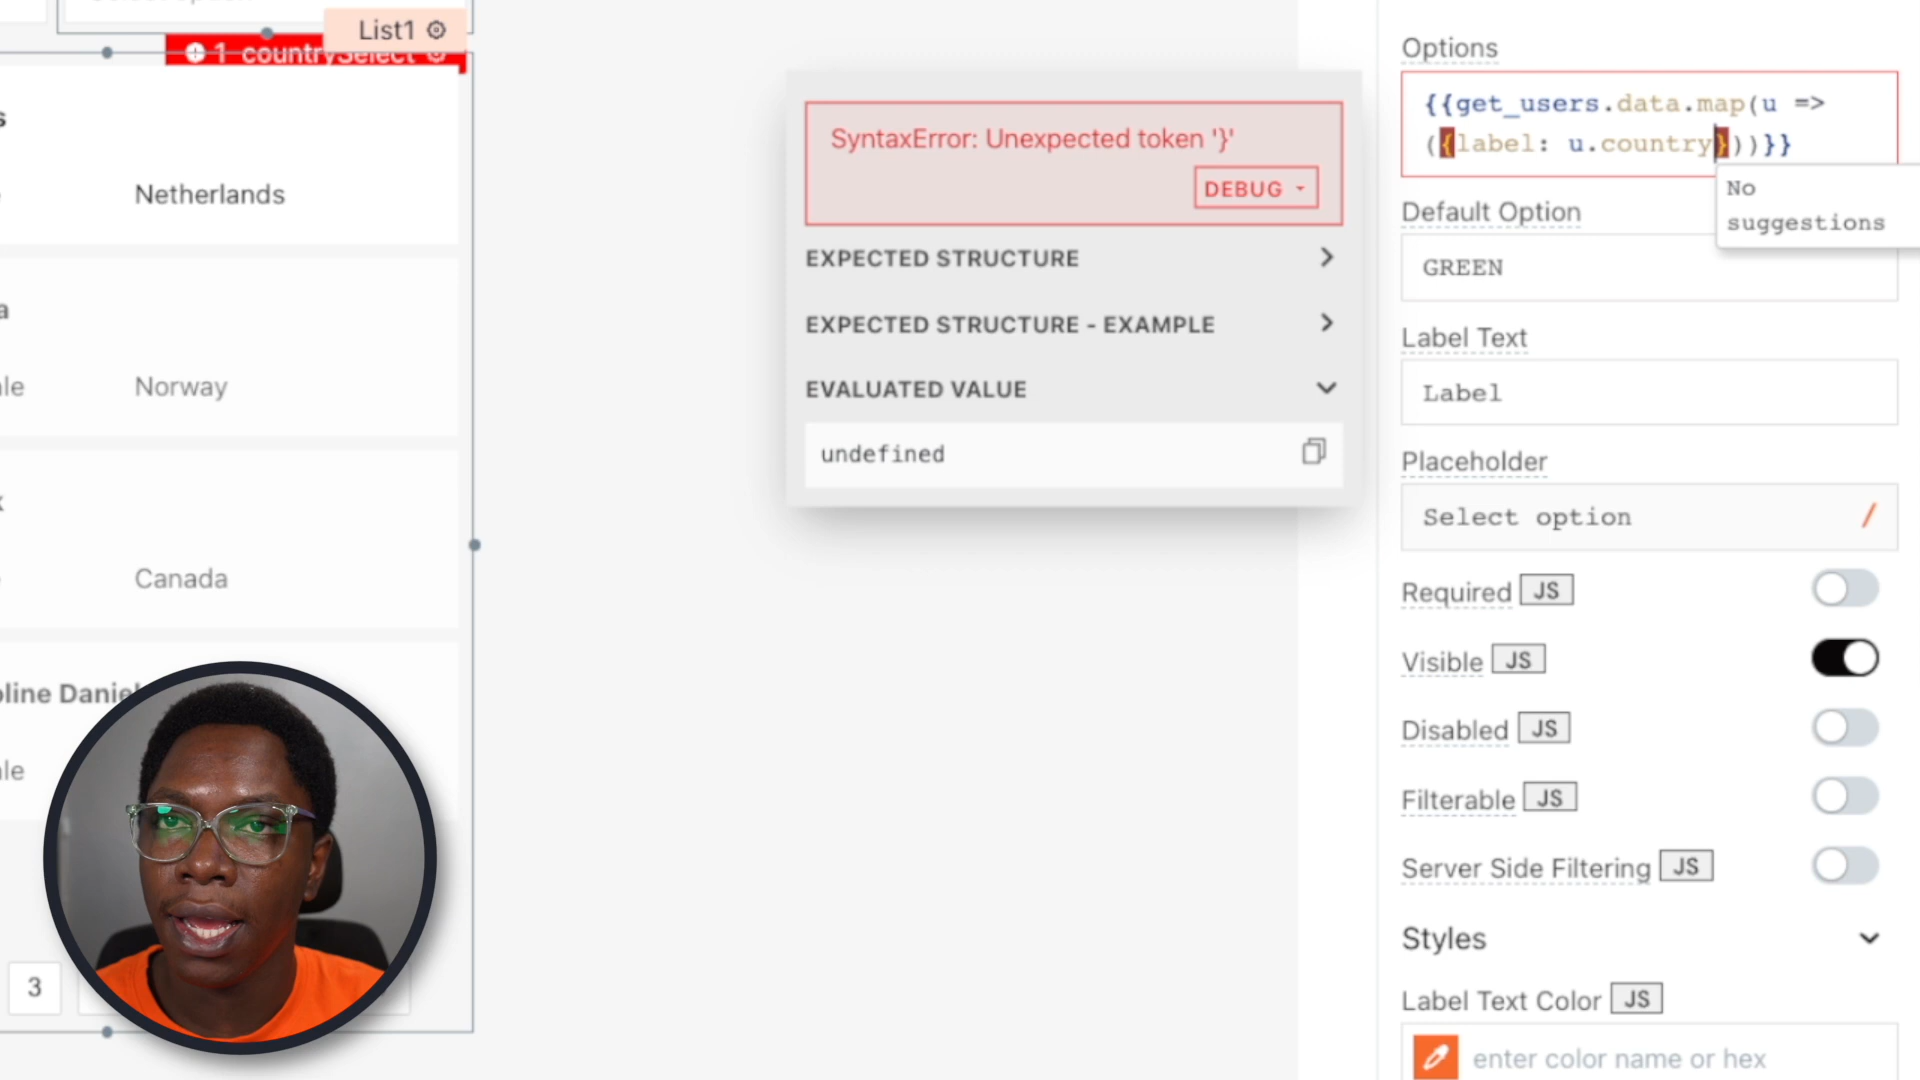 List1
1 countrySelect
Netherlands
Norway
Canada
3
SyntaxError: Unexpected token '}'
DEBUG
EXPECTED STRUCTURE
EXPECTED STRUCTURE - EXAMPLE
EVALUATED VALUE
undefined
Options
{{get_users.data.map(u =>
({label: u.country}))}}
No
suggestions
Default Option
GREEN
Label Text
Label
Placeholder
Select option /
Required JS
Visible JS
Disabled JS
Filterable JS
Server Side Filtering JS
Styles
Label Text Color JS
enter color name or hex